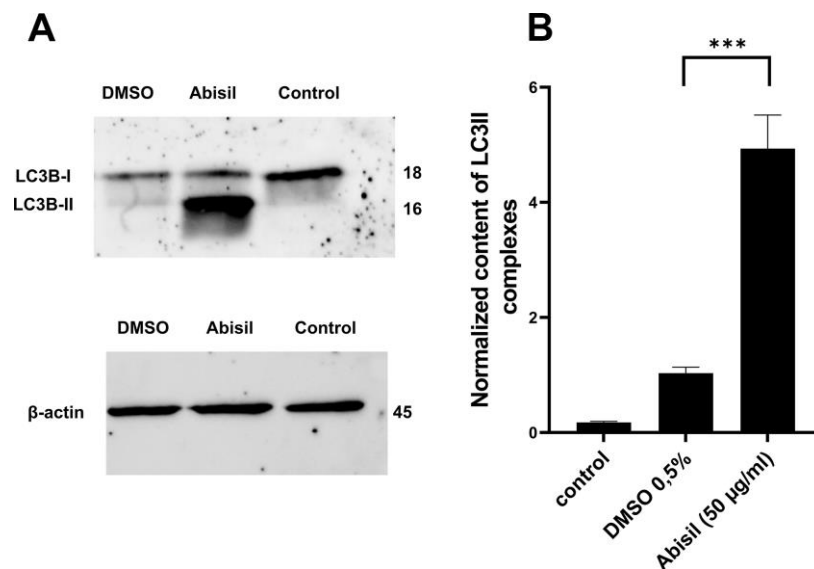 A
DMSO Abisil Control
LC3B-I 18
LC3B-II 16
DMSO Abisil Control
β-actin 45
B
***
6
4
2
0
Normalized content of LC3II
complexes
control
DMSO 0,5%
Abisil (50 µg/ml)